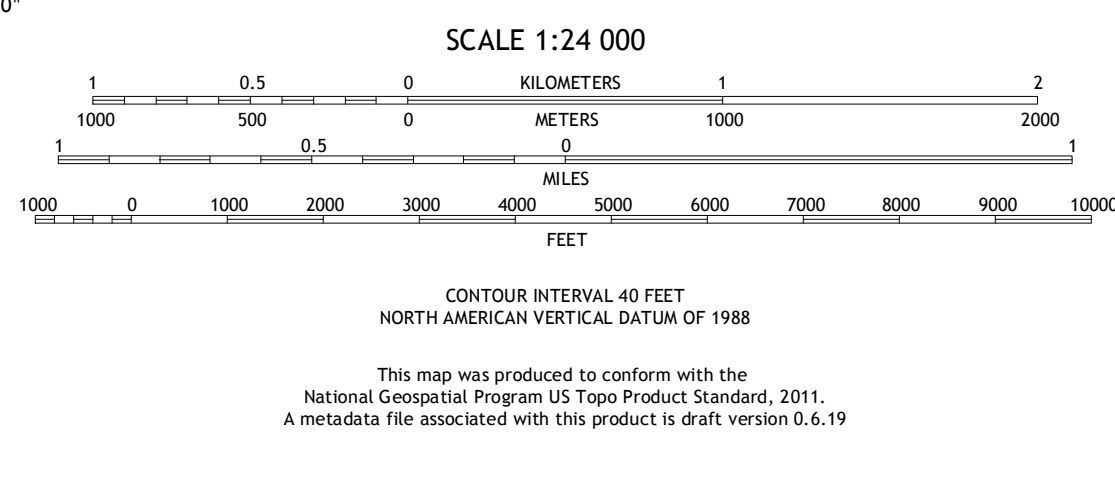 0"
SCALE 1:24 000
1 0.5 0 KILOMETERS 1 2
1000 500 0 METERS 1000 2000
1 0.5 0 1
MILES
1000 0 1000 2000 3000 4000 5000 6000 7000 8000 9000 10000
FEET
CONTOUR INTERVAL 40 FEET
NORTH AMERICAN VERTICAL DATUM OF 1988
This map was produced to conform with the
National Geospatial Program US Topo Product Standard, 2011.
A metadata file associated with this product is draft version 0.6.19